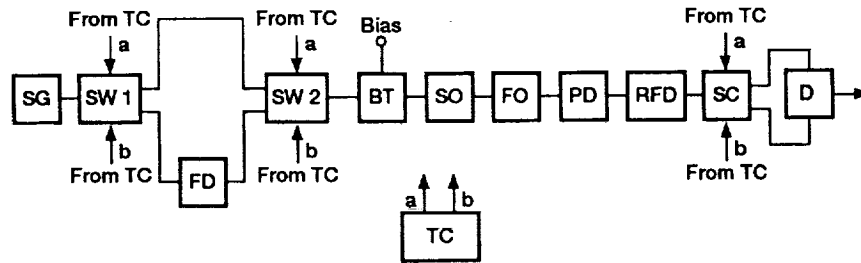 From TC
a
From TC
a
Bias
From TC
a
SG
SW 1
SW 2
BT
SO
FO
PD
RFD
SC
D
b
From TC
FD
b
From TC
b
From TC
a
b
TC